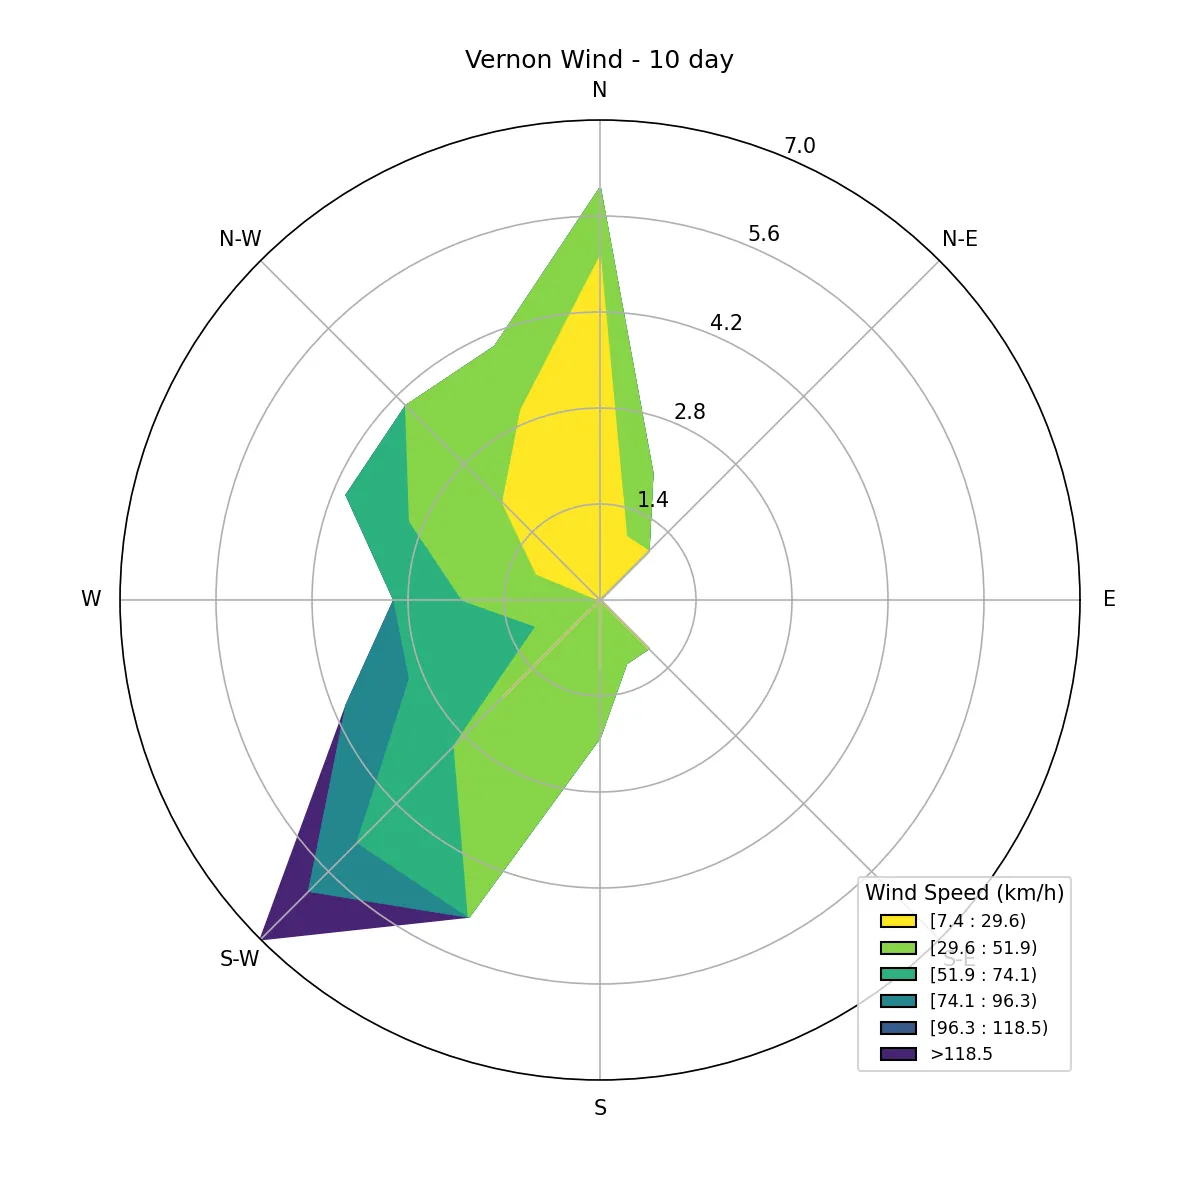 Vernon Wind - 10 day
N
7.0
N-W
5.6
N-E
4.2
2.8
1.4
W
E
S-W
S-E
S
Wind Speed (km/h)
[7.4 : 29.6)
[29.6 : 51.9)
[51.9 : 74.1)
[74.1 : 96.3)
[96.3 : 118.5)
>118.5